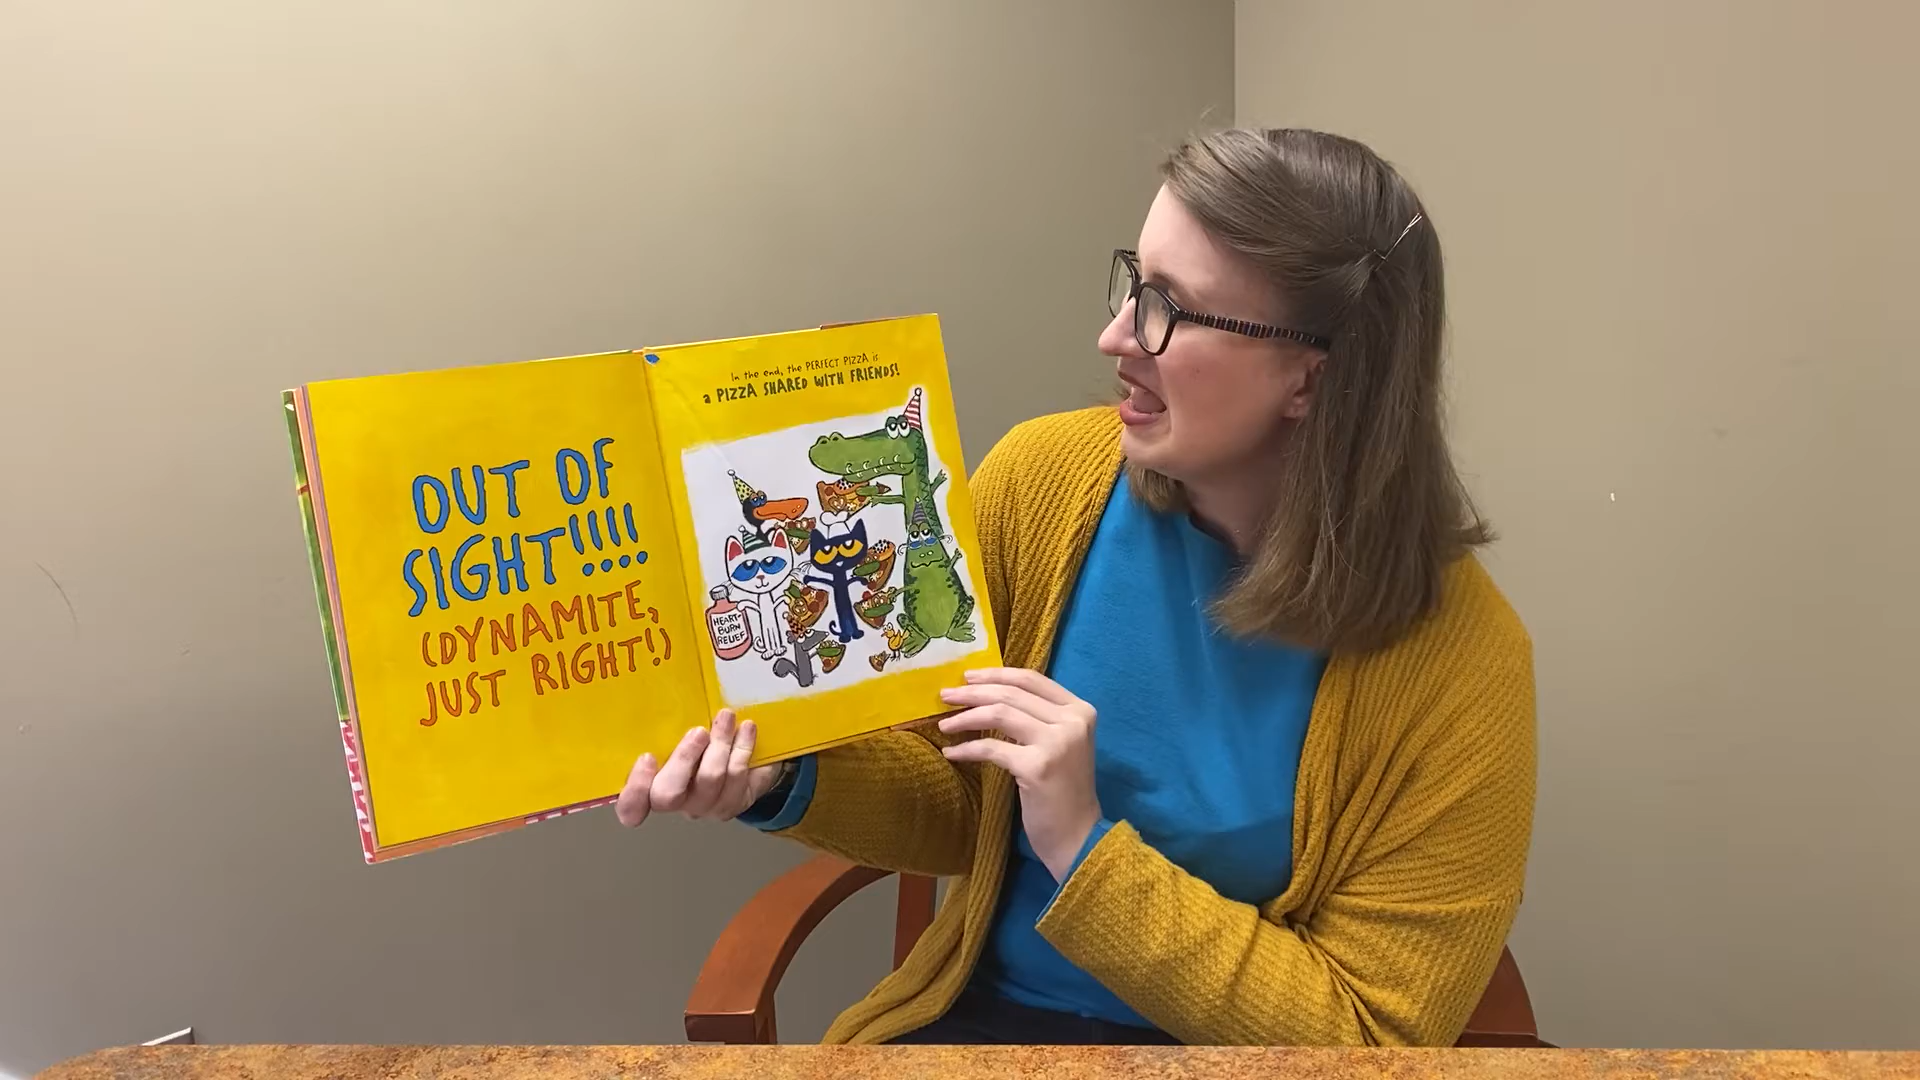 OUT OF
SIGHT!!!!
(DYNAMITE,
JUST RIGHT!)
In the end, the PERFECT PIZZA is
a PIZZA SHARED WITH FRIENDS!
HEART-
BURN
RELIEF